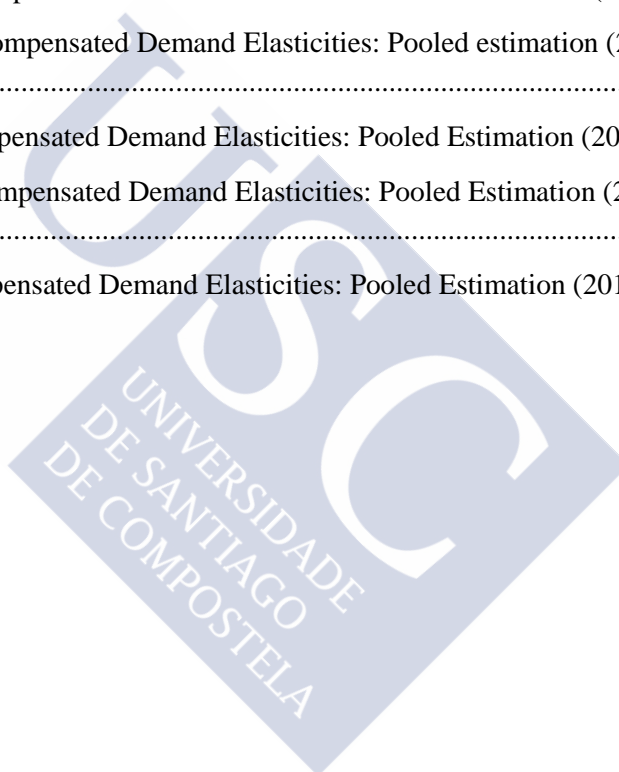 ompensated Demand Elasticities: Pooled estimation (2
................................................................................
pensated Demand Elasticities: Pooled Estimation (20
mpensated Demand Elasticities: Pooled Estimation (2
................................................................................
pensated Demand Elasticities: Pooled Estimation (201
USC
UNIVERSIDADE
DE SANTIAGO
DE COMPOSTELA